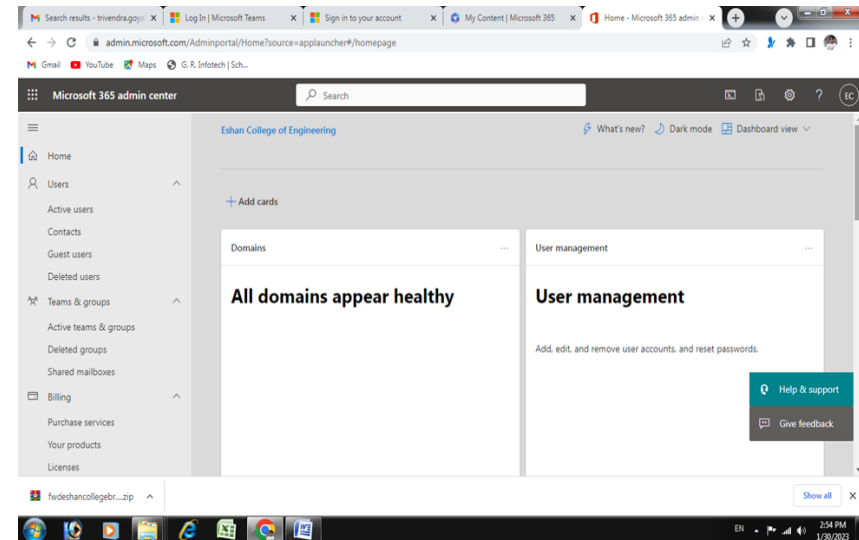 Search results - trivendra.goya
Log In | Microsoft Teams
Sign in to your account
My Content | Microsoft 365
Home - Microsoft 365 admin
admin.microsoft.com/Adminportal/Home?source=applauncher#/homepage
Gmail YouTube Maps G. R. Infotech | Sch...
Microsoft 365 admin center
Search
EC
Eshan College of Engineering
What's new? Dark mode Dashboard view
Home
Users
Active users
Contacts
Guest users
Deleted users
Teams & groups
Active teams & groups
Deleted groups
Shared mailboxes
Billing
Purchase services
Your products
Licenses
+ Add cards
Domains ...
All domains appear healthy
User management ...
User management
Add, edit, and remove user accounts, and reset passwords.
Help & support
Give feedback
fwdeshancollegebr....zip
Show all
EN
2:54 PM
1/30/2023